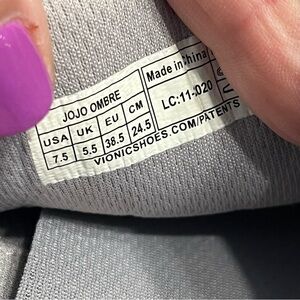 JOJO OMBRE
USA UK EU CM
7.5 5.5 38.5 24.5
Made in China
LC:11-020
VIONICSHOES.COM/PATENTS